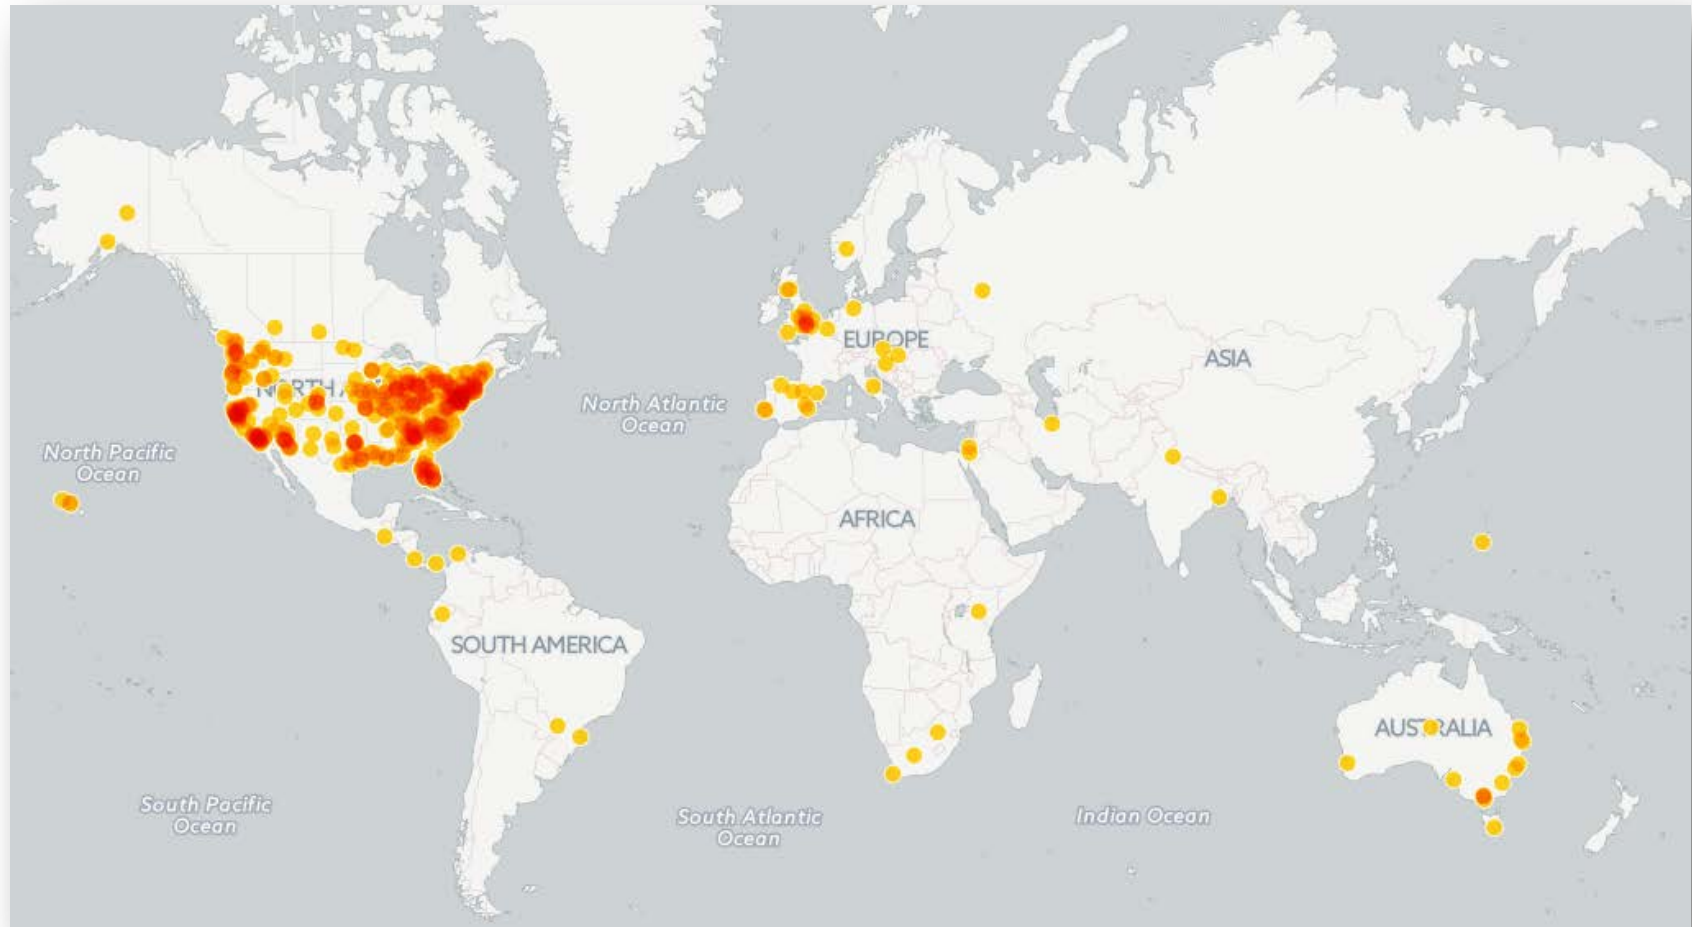 EUROPE
ASIA
NORTH A
North Atlantic
Ocean
North Pacific
Ocean
AFRICA
SOUTH AMERICA
AUSTRALIA
South Pacific
Ocean
South Atlantic
Ocean
Indian Ocean